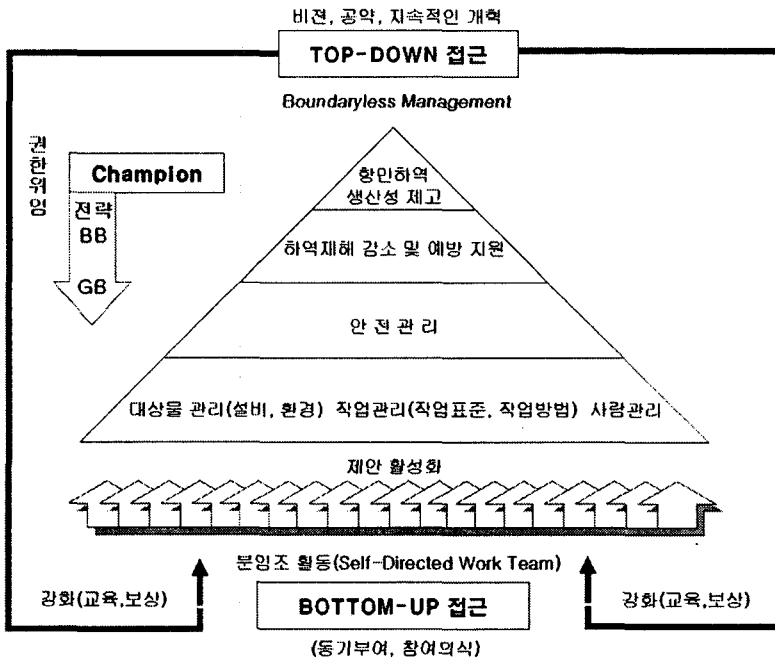 비젼, 공약, 지속적인 개혁
TOP-DOWN 접근
Boundaryless Management
권한위임
Champion
전략
BB
GB
항만하역
생산성 제고
하역재해 감소 및 예방 지원
안전관리
대상물 관리(설비, 환경) 작업관리(작업표준, 작업방법) 사람관리
제안 활성화
분임조 활동(Self-Directed Work Team)
강화(교육,보상)
BOTTOM-UP 접근
강화(교육,보상)
(동기부여, 참여의식)